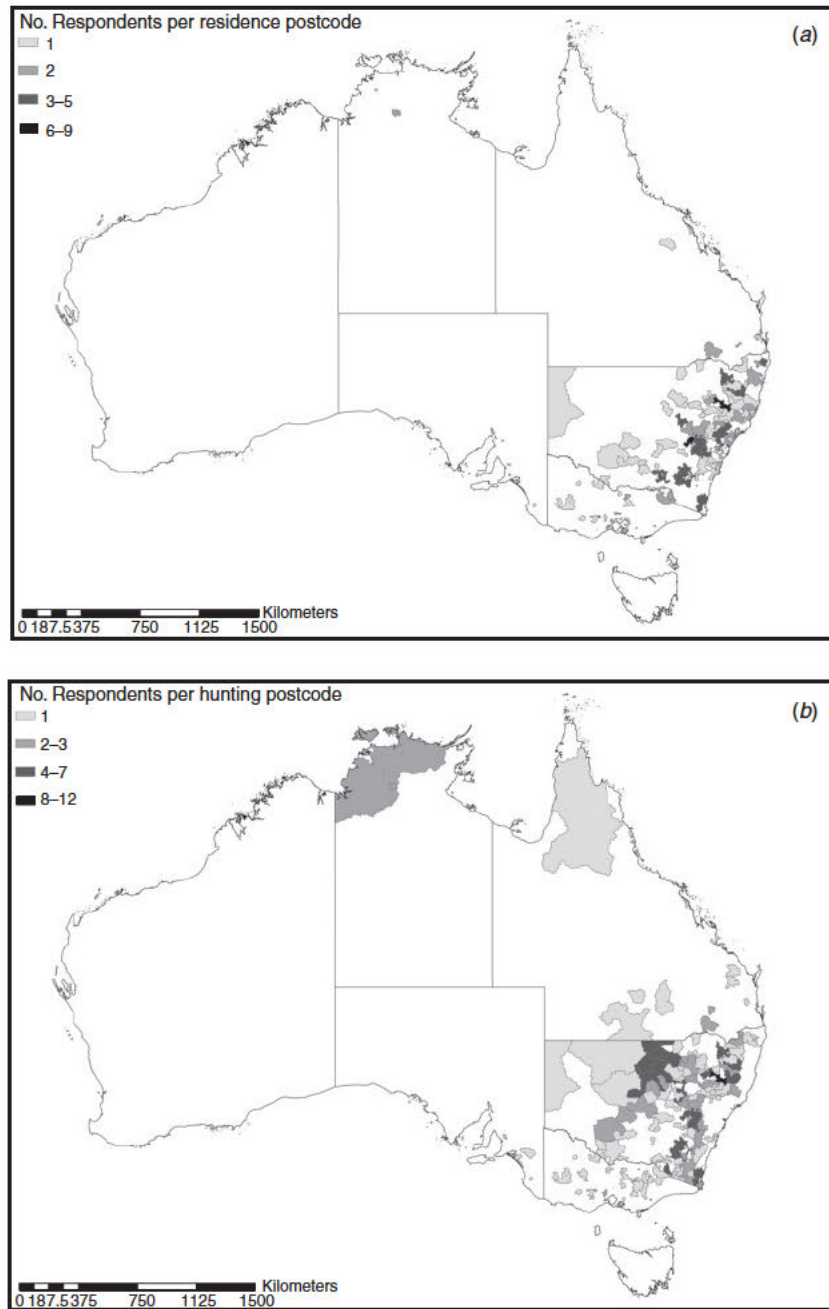 No. Respondents per residence postcode
(a)
1
2
3–5
6–9
Kilometers
0 187.5 375 750 1125 1500
No. Respondents per hunting postcode
(b)
1
2–3
4–7
8–12
Kilometers
0 187.5 375 750 1125 1500